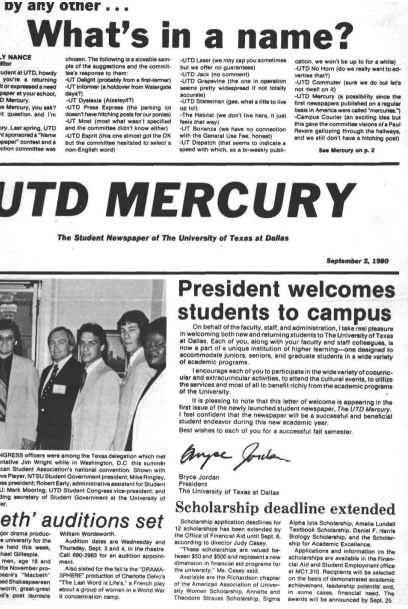 by any other . . .
What's in a name?
LY NANCE
ditor
udent at UTD, howdy
you're a returning
lt or expressed a need
paper at your school,
D Mercury.
e Mercury, you ask?
nt question and I'm
ory. Last spring, UTD
nt sponsored a "Name
paper" contest and a
ction committee was
chosen. The following is a sizeable sam-
ple of the suggestions and the commit-
tee's response to them:
-UT Delight (probably from a first-termer)
-UT Informer (a holdover from Watergate
days?)
-UT Dyslexia (Alxelsyd?)
-UTD Press Express (the parking lot
doesn't have hitching posts for our ponies)
-UT Most (most what wasn't specified
and the committee didn't know either)
-UTD Esprit (this one almost got the OK
but the committee hesitated to select a
non-English word)
-UTD Laser (we may zap you sometimes
but we offer no guarantees)
-UTD Jack (no comment)
-UTD Grapevine (the one in operation
seems pretty widespread if not totally
accurate)
-UTD Statesman (gee, what a title to live
up to!)
-The Habitat (we don't live here, it just
feels that way)
-UT Bonanza (we have no connection
with the General Use Fee, honest)
-UT Dispatch (that seems to indicate a
speed with which, as a bi-weekly publi-
cation, we won't be up to for a while)
-UTD No Horn (do we really want to ad-
vertise that?)
-UTD Commuter (sure we do but let's
not dwell on it)
-UTD Mercury (a possibility since the
first newspapers published on a regular
basis in America were called "mercuries,")
-Campus Courier (an exciting idea but
this gave the committee visions of a Paul
Revere galloping through the hallways,
and we still don't have a hitching post)
See Mercury on p. 2
UTD MERCURY
The Student Newspaper of The University of Texas at Dallas
September 2, 1980
President welcomes
students to campus
On behalf of the faculty, staff, and administration, I take real pleasure
in welcoming both new and returning students to The University of Texas
at Dallas. Each of you, along with your faculty and staff colleagues, is
now a part of a unique institution of higher learning—one designed to
accommodate juniors, seniors, and graduate students in a wide variety
of academic programs.
I encourage each of you to participate in the wide variety of cocurric-
ular and extracurricular activities, to attend the cultural events, to utilize
the services and most of all to benefit richly from the academic programs
of the University.
It is pleasing to note that this letter of welcome is appearing in the
first issue of the newly launched student newspaper, The UTD Mercury.
I feel confident that the newspaper will be a successful and beneficial
student endeavor during this new academic year.
Best wishes to each of you for a successful fall semester.
Bryce Jordan
Bryce Jordan
President
The University of Texas at Dallas
NGRESS officers were among the Texas delegation which met
ntative Jim Wright while in Washington, D.C. this summer
can Student Association's national convention. Shown with
ve Player, NTSU Student Government president; Mike Ringley,
ess president; Robert Early, administrative assistant for Student
U; Mark Mooring, UTD Student Congress vice-president; and
ding secretary of Student Government at the University of
er.
eth' auditions set
ajor drama produc-
e university for the
e held this week,
hael Gillespie.
men, age 18 and
the November pro-
peare's "Macbeth"
ed Shakespearean
worth, great-great
d's poet laureate
William Wordsworth.
Audition dates are Wednesday and
Thursday, Sept. 3 and 4, in the theatre.
Call 690-2983 for an audition appoint-
ment.
Also slated for the fall is the "DRAMA-
SPHERE" production of Charlotte Delvo's
"The Last Word is Life's," a French play
about a group of women in a World War
II concentration camp.
Scholarship deadline extended
Scholarship application deadlines for
12 scholarships has been extended by
the Office of Financial Aid until Sept. 6,
according to director Judy Casey.
"These scholarships are valued be-
tween $50 and $500 and represent a new
dimension in financial aid programs for
the university," Ms. Casey said.
Available are the Richardson chapter
of the American Association of Univer-
sity Women Scholarship, Annette and
Theodore Strauss Scholarship, Sigma
Alpha Iota Scholarship, Amelia Lundell
Textbook Scholarship, Daniel F. Harris
Biology Scholarship, and the Scholar-
ship for Academic Excellence.
Applications and information on the
scholarships are available in the Finan-
cial Aid and Student Employment office
at MC1.310. Recipients will be selected
on the basis of demonstrated academic
achievement, leadership potential and,
in some cases, financial need. The
awards will be announced by Sept. 25.